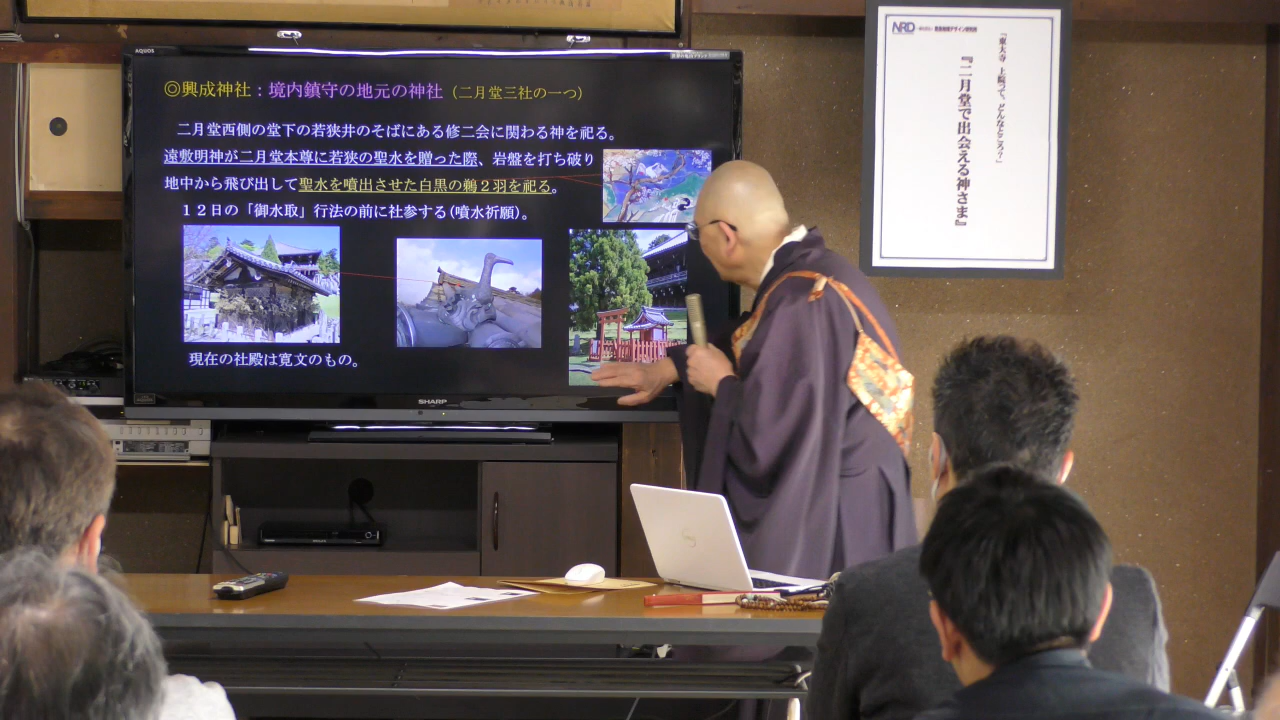 AQUOS
◎興成神社：境内鎮守の地元の神社（二月堂三社の一つ）
二月堂西側の堂下の若狭井のそばにある修二会に関わる神を祀る。
遠敷明神が二月堂本尊に若狭の聖水を贈った際、岩盤を打ち破り
地中から飛び出して聖水を噴出させた白黒の鵜２羽を祀る。
１２日の「御水取」行法の前に社参する(噴水祈願)。
現在の社殿は寛文のもの。
SHARP
NRD
『東大寺 上院って、どんなところ？』
『二月堂で出会える神さま』